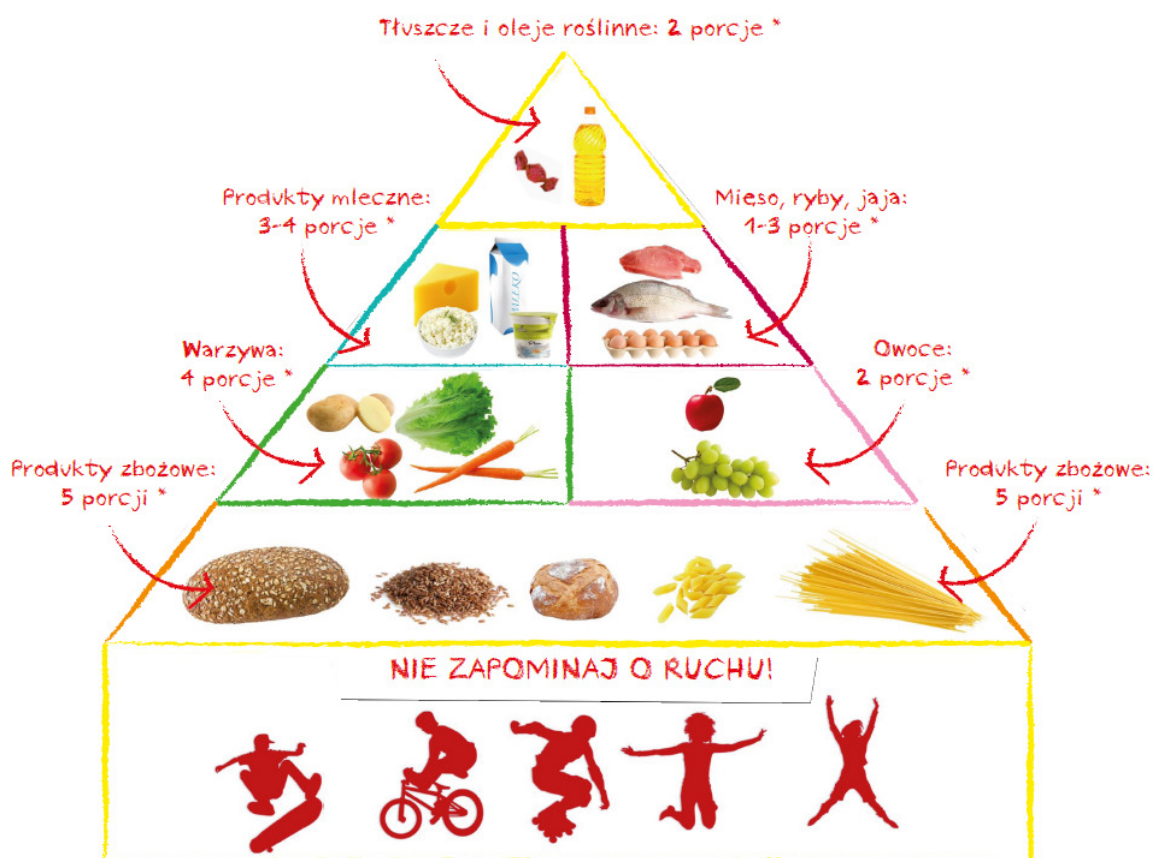 Tłuszcze i oleje roślinne: 2 porcje *
Produkty mleczne:
3-4 porcje *
Mięso, ryby, jaja:
1-3 porcje *
MLEKO
Warzywa:
4 porcje *
Owoce:
2 porcje *
Produkty zbożowe:
5 porcji *
Produkty zbożowe:
5 porcji *
NIE ZAPOMINAJ O RUCHU!